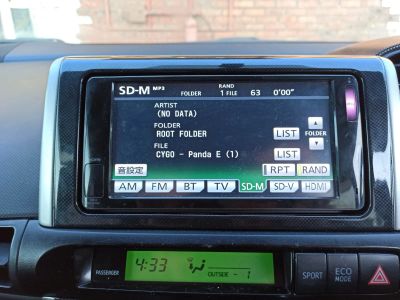 SD-M MP3 FOLDER RAND 1 FILE 63 0'00"
ARTIST
(NO DATA)
FOLDER
ROOT FOLDER LIST FOLDER
FILE
CYGO - Panda E (1) LIST
音設定 RPT RAND
AM FM BT TV SD-M SD-V HDMI
PASSENGER 4:33 OUTSIDE -1 SPORT ECO MODE